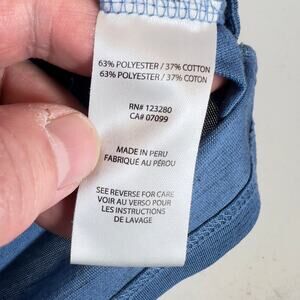 63% POLYESTER / 37% COTTON
63% POLYESTER / 37% COTON
RN# 123280
CA# 07099
MADE IN PERU
FABRIQUÉ AU PÉROU
SEE REVERSE FOR CARE
VOIR AU VERSO POUR
LES INSTRUCTIONS
DE LAVAGE